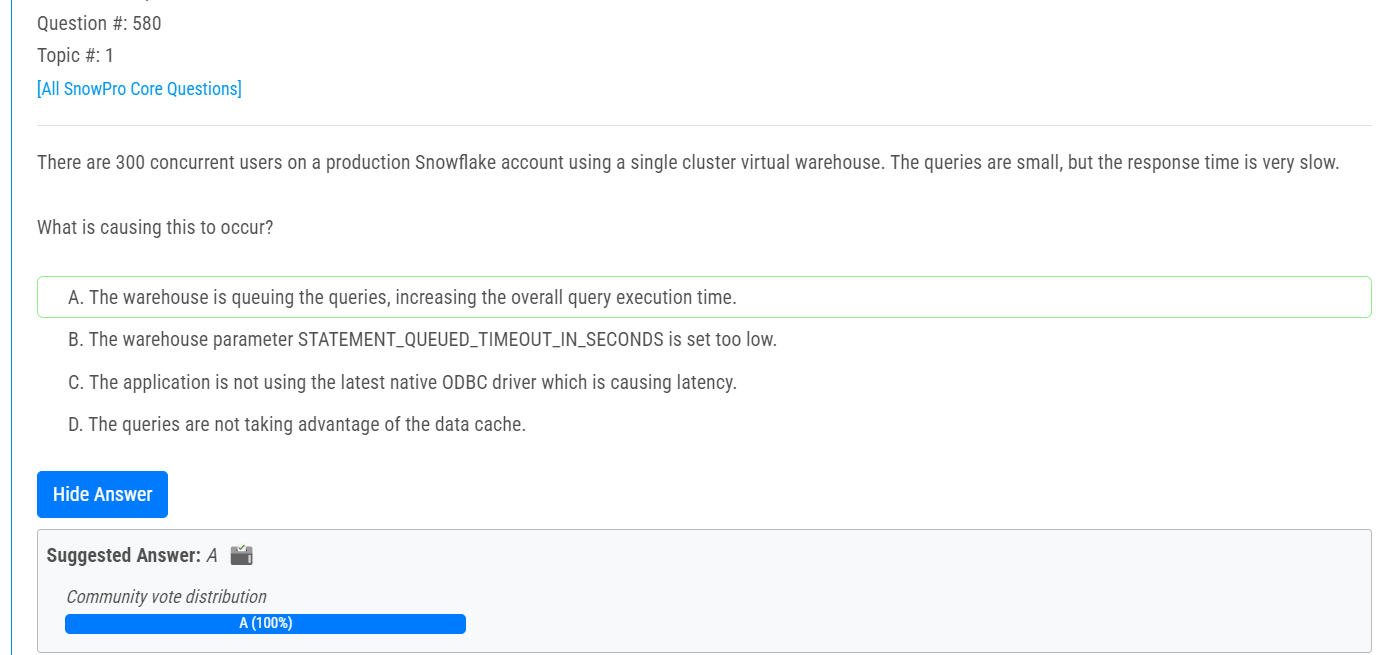 Question #: 580
Topic #: 1
[All SnowPro Core Questions]
There are 300 concurrent users on a production Snowflake account using a single cluster virtual warehouse. The queries are small, but the response time is very slow.
What is causing this to occur?
A. The warehouse is queuing the queries, increasing the overall query execution time.
B. The warehouse parameter STATEMENT_QUEUED_TIMEOUT_IN_SECONDS is set too low.
C. The application is not using the latest native ODBC driver which is causing latency.
D. The queries are not taking advantage of the data cache.
Hide Answer
Suggested Answer: A
Community vote distribution
A (100%)